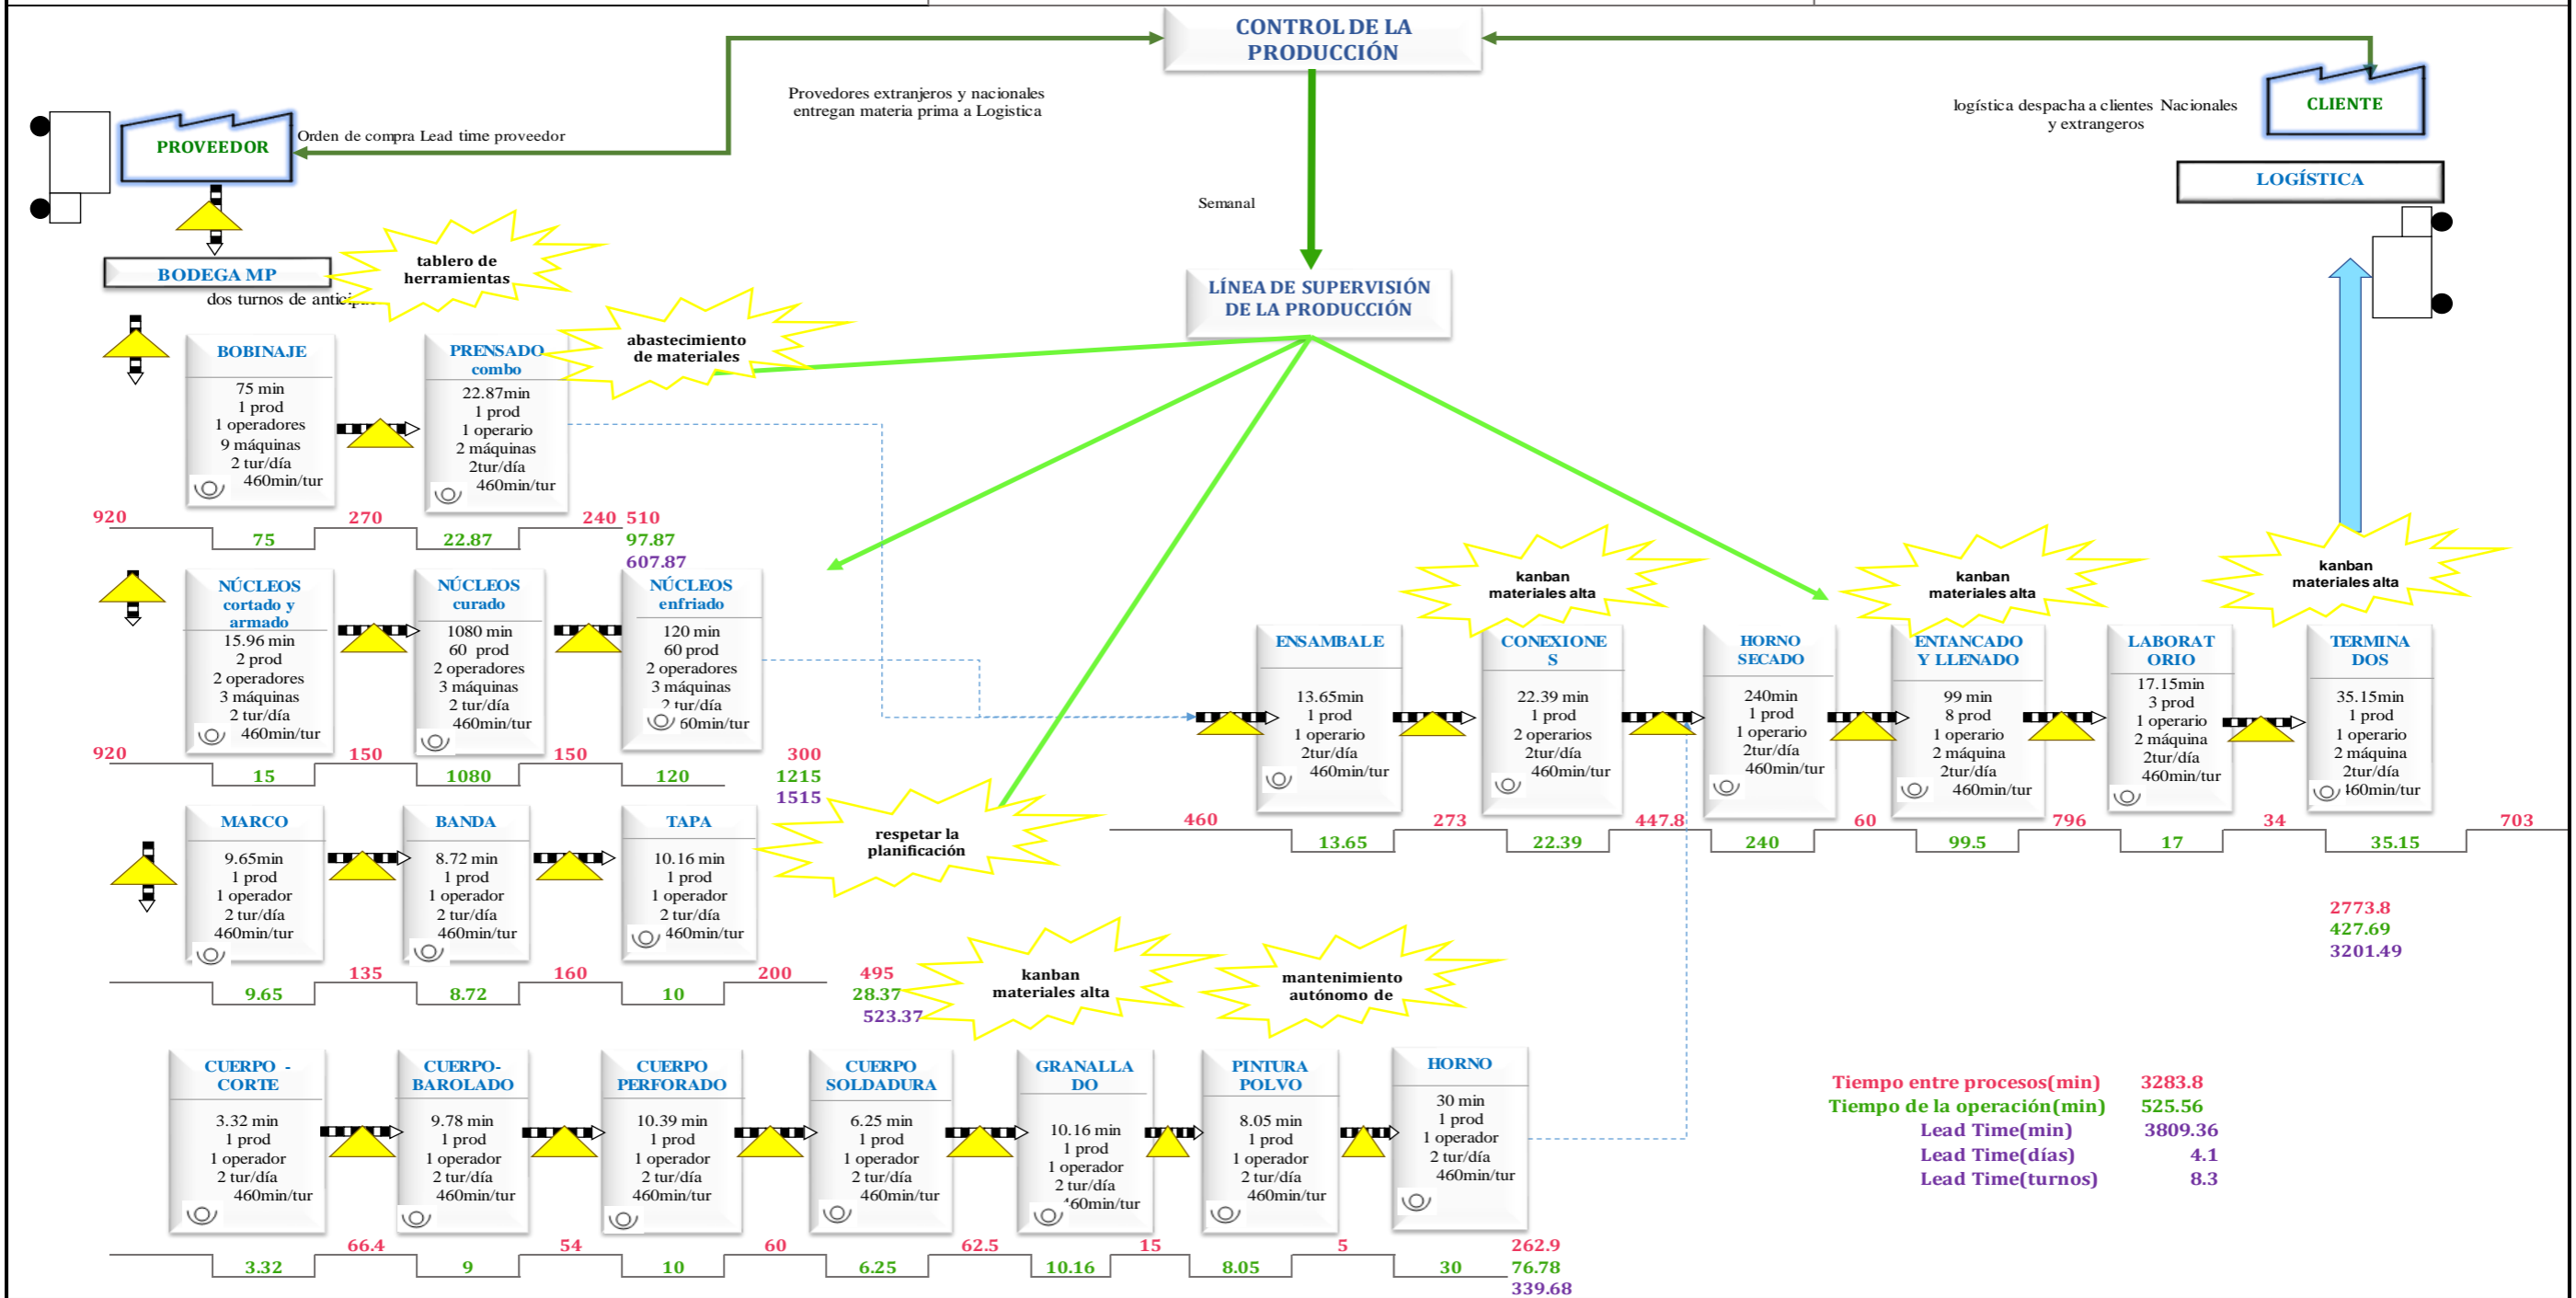 CONTROL DE LA
PRODUCCIÓN
Provedores extranjeros y nacionales
entregan materia prima a Logistica
logística despacha a clientes Nacionales
y extrangeros
CLIENTE
PROVEEDOR
Orden de compra Lead time proveedor
LOGÍSTICA
Semanal
BODEGA MP
dos turnos de
tablero de
herramientas
LÍNEA DE SUPERVISIÓN
DE LA PRODUCCIÓN
abastecimiento
de materiales
BOBINAJE
75 min
1 prod
1 operadores
9 máquinas
2 tur/día
460min/tur
PRENSADO
combo
22.87min
1 prod
1 operario
2 máquinas
2tur/día
460min/tur
920
75
270
22.87
240
510
97.87
607.87
NÚCLEOS
cortado y
armado
15.96 min
2 prod
2 operadores
3 máquinas
2 tur/día
460min/tur
NÚCLEOS
curado
1080 min
60 prod
2 operadores
3 máquinas
2 tur/día
460min/tur
NÚCLEOS
enfriado
120 min
60 prod
2 operadores
3 máquinas
2 tur/día
60min/tur
920
15
150
1080
150
120
300
1215
1515
MARCO
9.65min
1 prod
1 operador
2 tur/día
460min/tur
BANDA
8.72 min
1 prod
1 operador
2 tur/día
460min/tur
TAPA
10.16 min
1 prod
1 operador
2 tur/día
460min/tur
respetar la
planificación
9.65
135
8.72
160
10
200
495
28.37
523.37
kanban
materiales alta
kanban
materiales alta
kanban
materiales alta
ENSAMBALE
13.65min
1 prod
1 operario
2tur/día
460min/tur
CONEXIONE
S
22.39 min
1 prod
2 operarios
2tur/día
460min/tur
HORNO
SECADO
240min
1 prod
1 operario
2tur/día
460min/tur
ENTANCADO
Y LLENADO
99 min
8 prod
1 operario
2 máquina
2tur/día
460min/tur
LABORAT
ORIO
17.15min
3 prod
1 operario
2 máquina
2tur/día
460min/tur
TERMINA
DOS
35.15min
1 prod
1 operario
2 máquina
2tur/día
460min/tur
460
13.65
273
22.39
447.8
240
60
99.5
796
17
34
35.15
703
2773.8
427.69
3201.49
kanban
materiales alta
mantenimiento
autónomo de
CUERPO -
CORTE
3.32 min
1 prod
1 operador
2 tur/día
460min/tur
CUERPO-
BAROLADO
9.78 min
1 prod
1 operador
2 tur/día
460min/tur
CUERPO
PERFORADO
10.39 min
1 prod
1 operador
2 tur/día
460min/tur
CUERPO
SOLDADURA
6.25 min
1 prod
1 operador
2 tur/día
460min/tur
GRANALLA
DO
10.16 min
1 prod
1 operador
2 tur/día
460min/tur
PINTURA
POLVO
8.05 min
1 prod
1 operador
2 tur/día
460min/tur
HORNO
30 min
1 prod
1 operador
2 tur/día
460min/tur
3.32
66.4
9
54
10
60
6.25
62.5
10.16
15
8.05
5
30
262.9
76.78
339.68
Tiempo entre procesos(min) 3283.8
Tiempo de la operación(min) 525.56
Lead Time(min) 3809.36
Lead Time(días) 4.1
Lead Time(turnos) 8.3